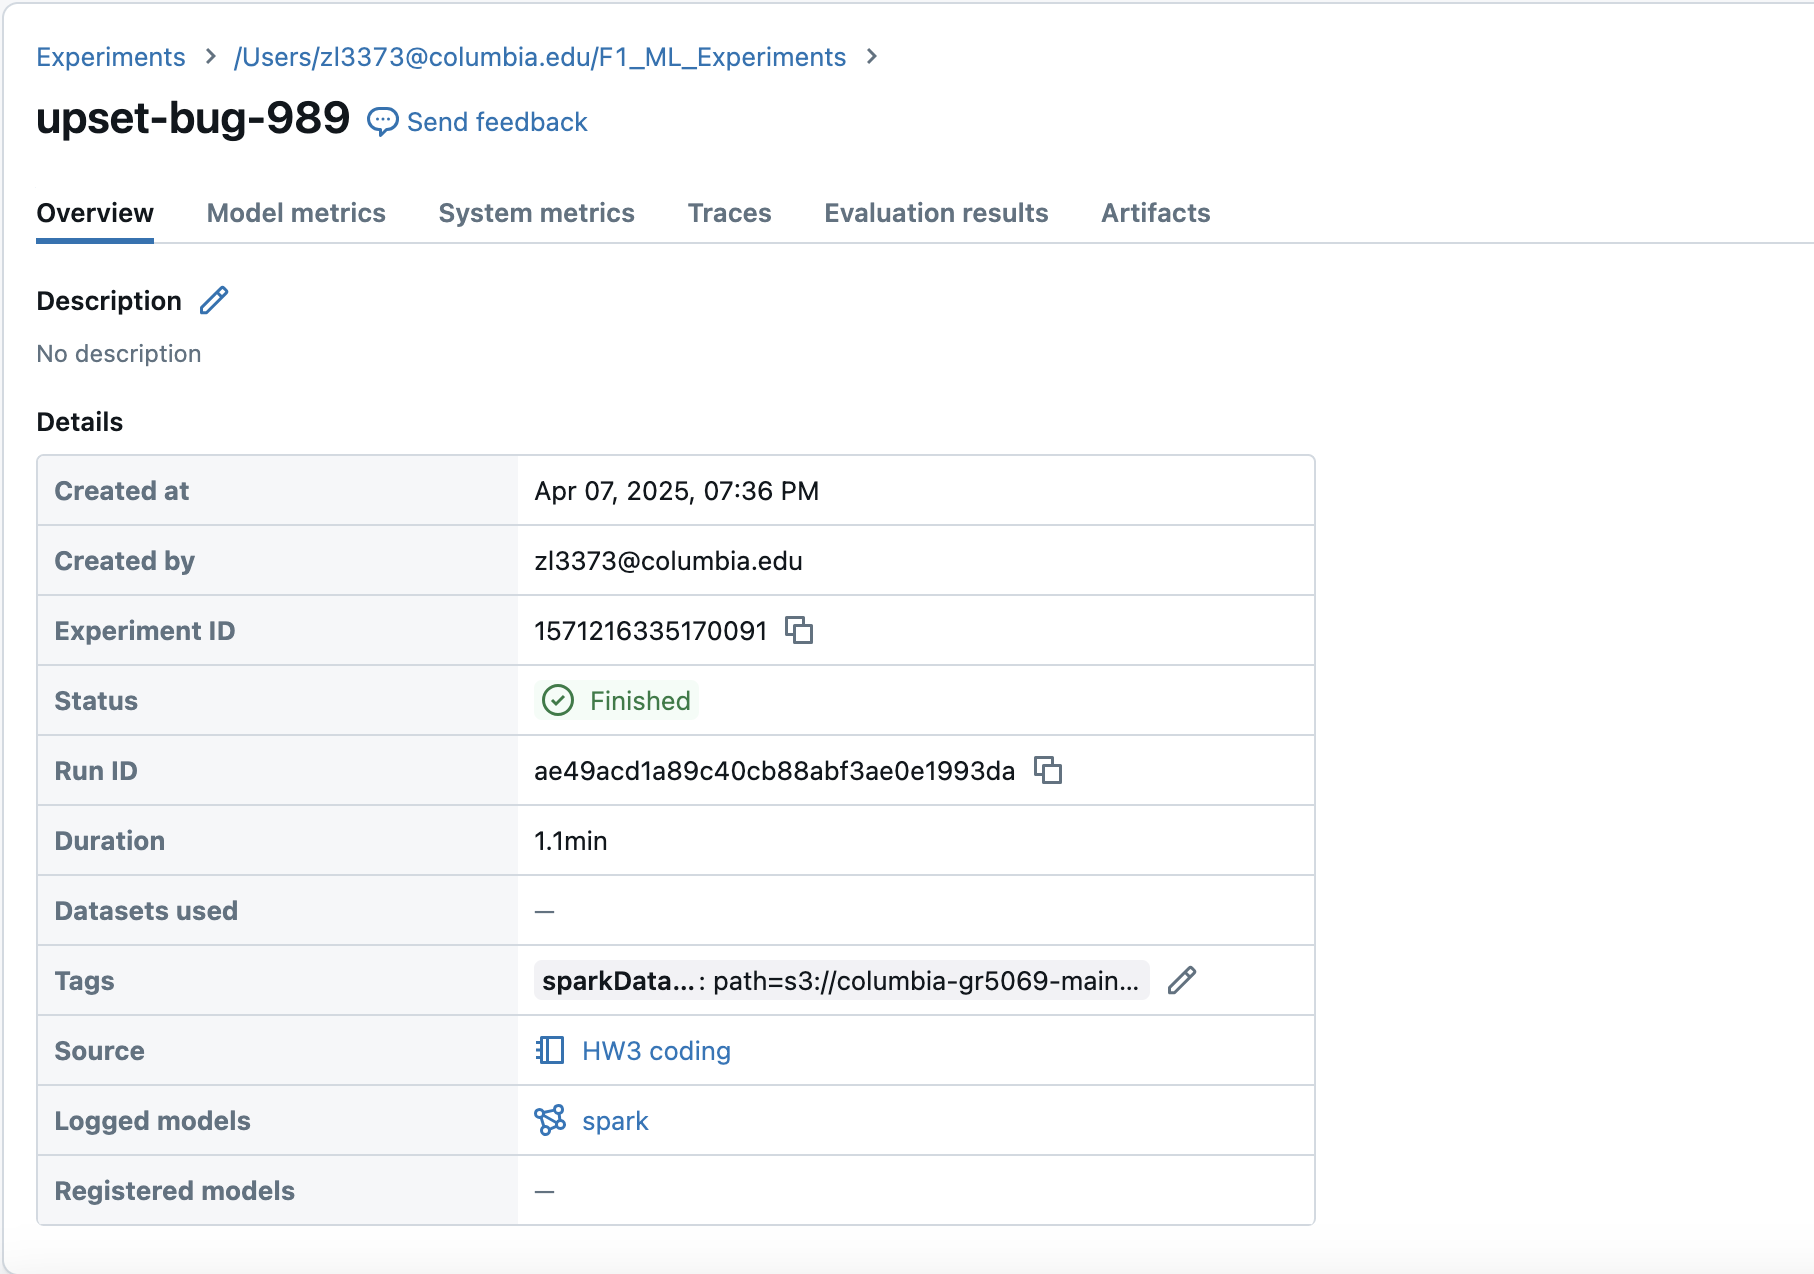 Experiments > /Users/zl3373@columbia.edu/F1_ML_Experiments >
upset-bug-989 Send feedback
Overview Model metrics System metrics Traces Evaluation results Artifacts
Description
No description
Details
Created at Apr 07, 2025, 07:36 PM
Created by zl3373@columbia.edu
Experiment ID 1571216335170091
Status Finished
Run ID ae49acd1a89c40cb88abf3ae0e1993da
Duration 1.1min
Datasets used —
Tags sparkData...: path=s3://columbia-gr5069-main...
Source HW3 coding
Logged models spark
Registered models —